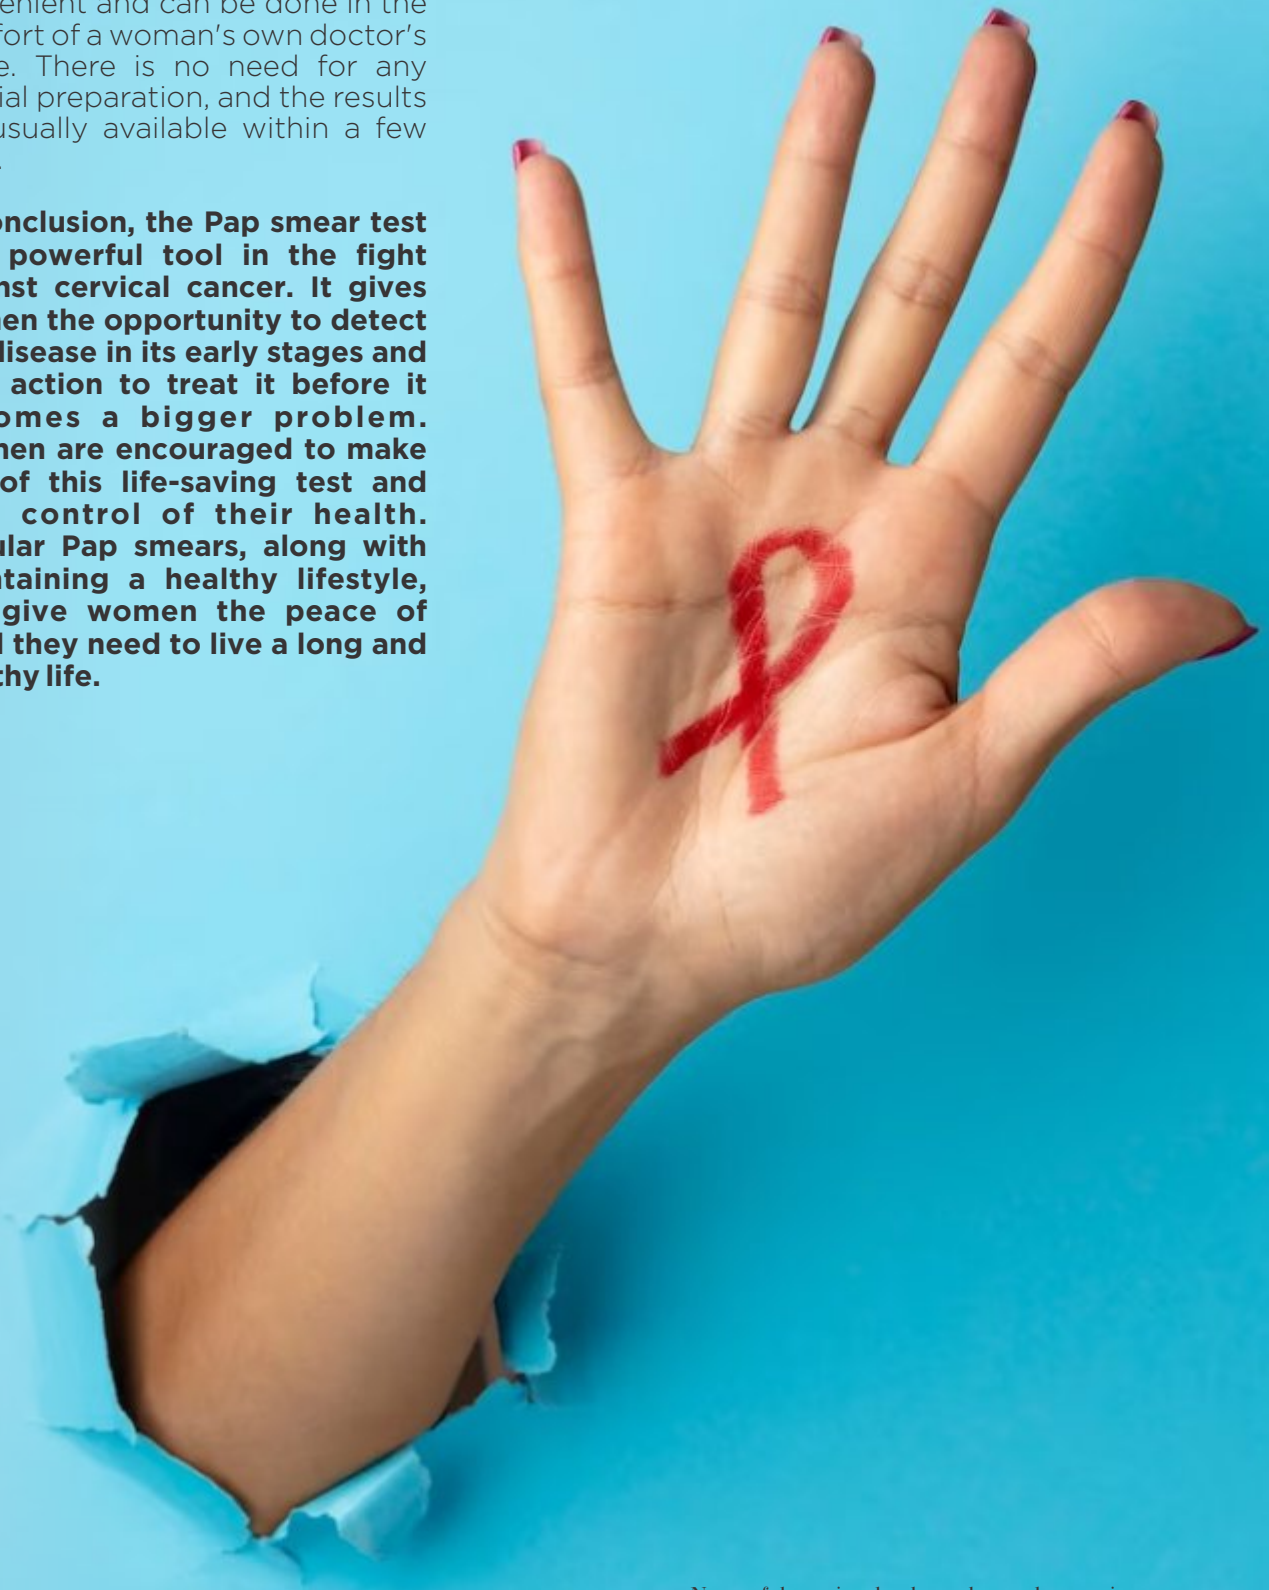 enient and can be done in the
fort of a woman's own doctor's
e. There is no need for any
ial preparation, and the results
usually available within a few
.
onclusion, the Pap smear test
powerful tool in the fight
nst cervical cancer. It gives
en the opportunity to detect
disease in its early stages and
action to treat it before it
omes a bigger problem.
men are encouraged to make
of this life-saving test and
control of their health.
ular Pap smears, along with
ntaining a healthy lifestyle,
give women the peace of
d they need to live a long and
thy life.